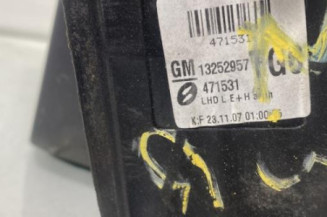 471531
GM 13252957
471531
LHD L E+H
K:F 23.11.07 01:00